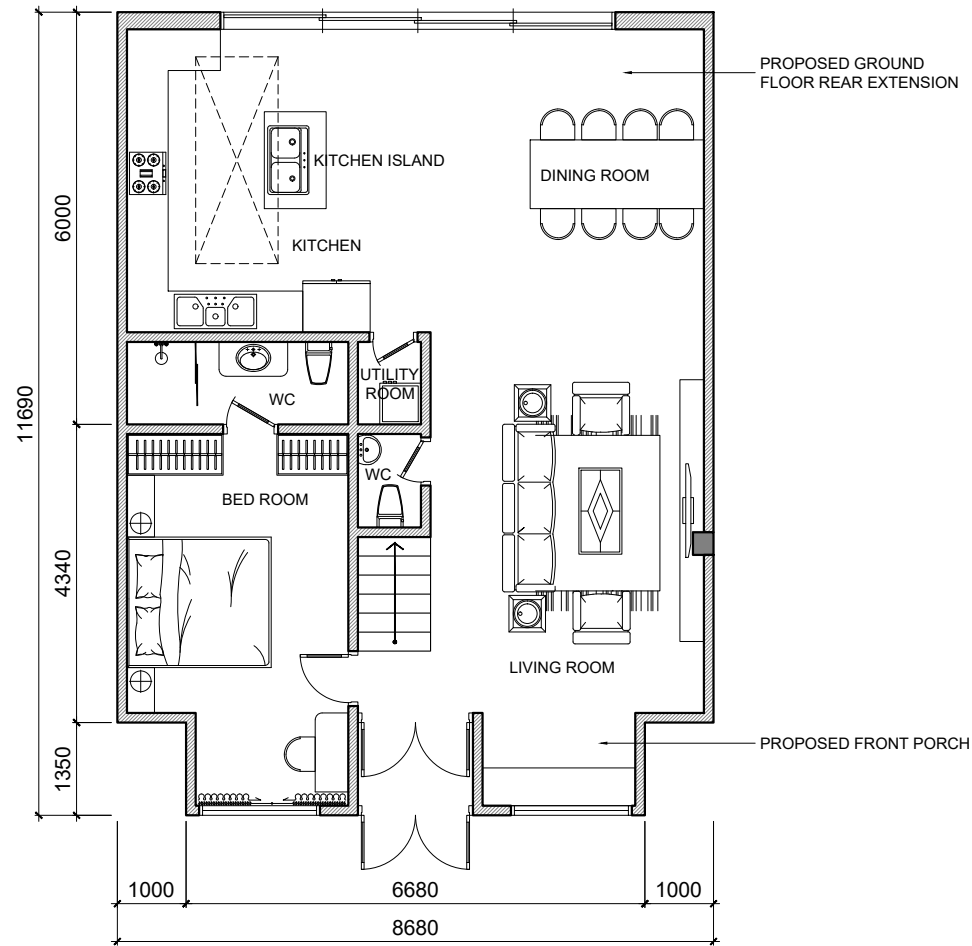 PROPOSED GROUND
FLOOR REAR EXTENSION
KITCHEN ISLAND
DINING ROOM
6000
KITCHEN
UTILITY
ROOM
WC
11690
WC
BED ROOM
4340
LIVING ROOM
PROPOSED FRONT PORCH
1350
1000
6680
1000
8680